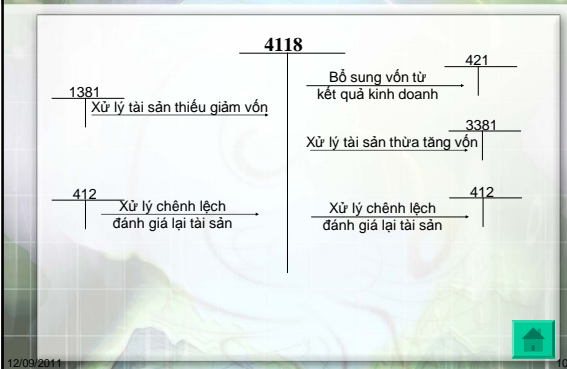 4118
421
Bổ sung vốn từ
kết quả kinh doanh
1381
Xử lý tài sản thiếu giảm vốn
3381
Xử lý tài sản thừa tăng vốn
412
Xử lý chênh lệch
đánh giá lại tài sản
412
Xử lý chênh lệch
đánh giá lại tài sản
12/09/2011
10